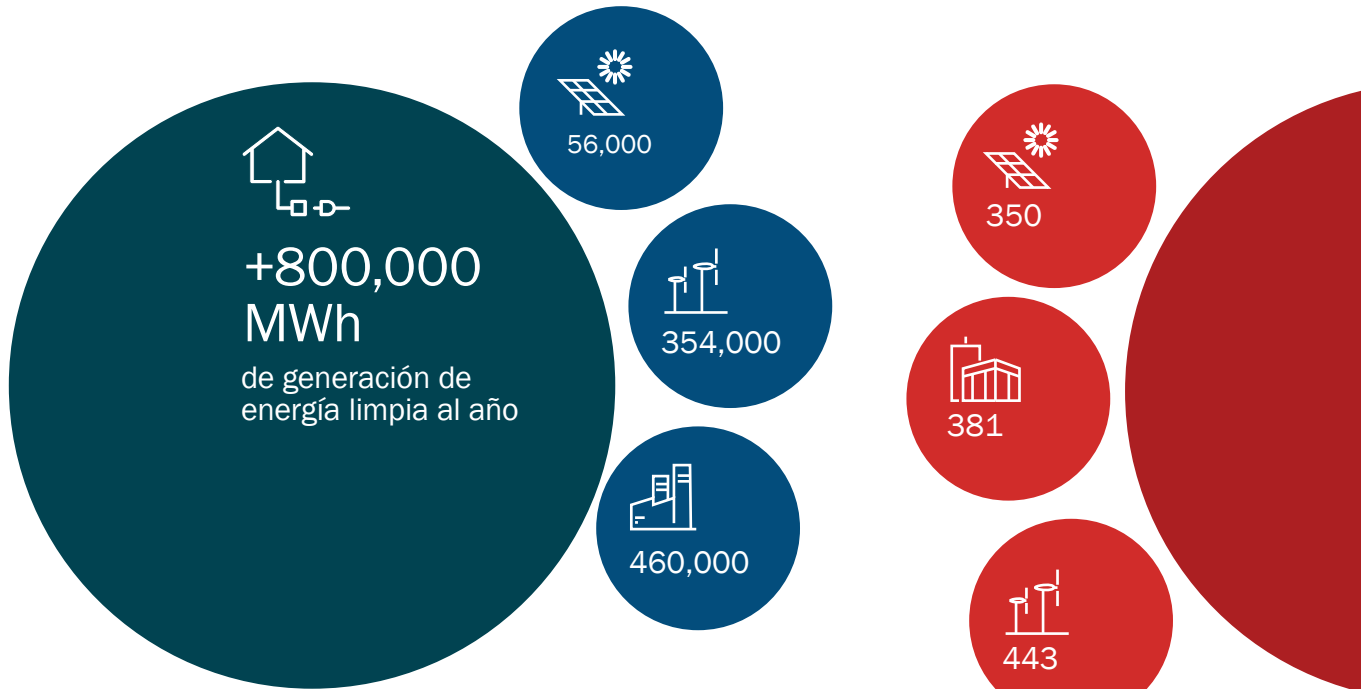 +800,000
MWh
de generación de
energía limpia al año
56,000
354,000
460,000
350
381
443